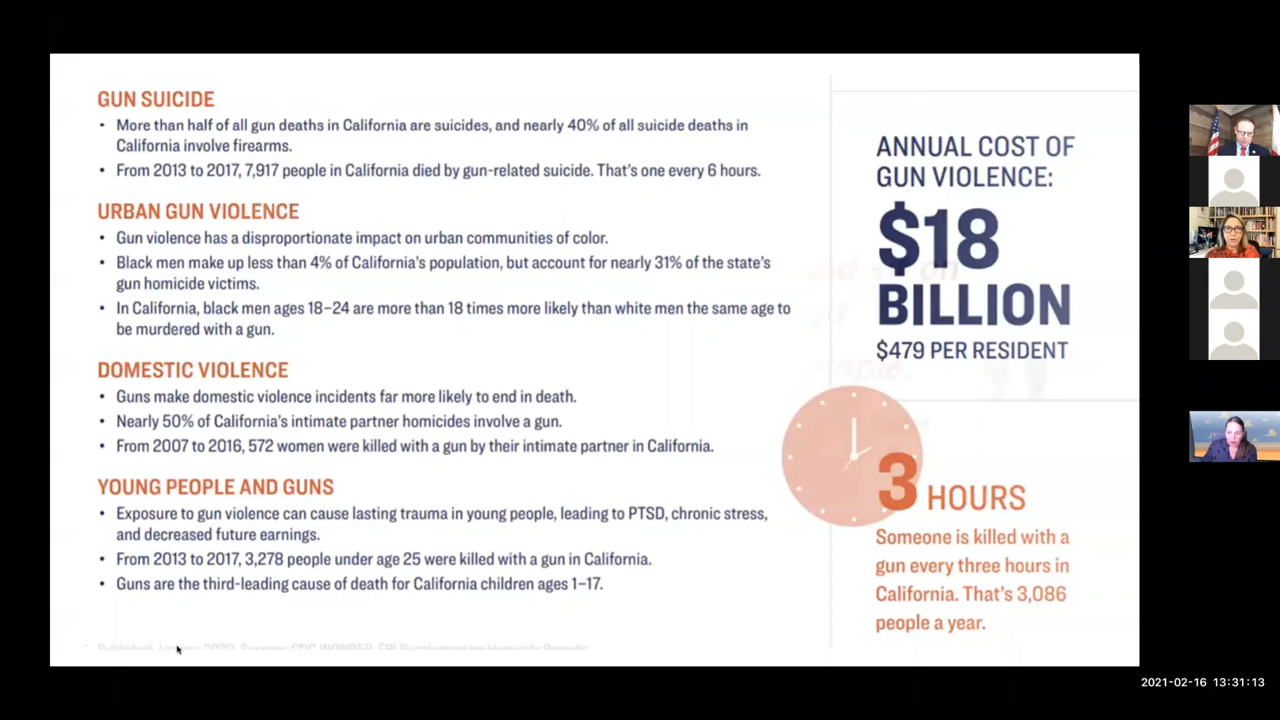 GUN SUICIDE
• More than half of all gun deaths in California are suicides, and nearly 40% of all suicide deaths in
California involve firearms.
• From 2013 to 2017, 7,917 people in California died by gun-related suicide. That's one every 6 hours.
URBAN GUN VIOLENCE
• Gun violence has a disproportionate impact on urban communities of color.
• Black men make up less than 4% of California's population, but account for nearly 31% of the state's
gun homicide victims.
• In California, black men ages 18–24 are more than 18 times more likely than white men the same age to
be murdered with a gun.
DOMESTIC VIOLENCE
• Guns make domestic violence incidents far more likely to end in death.
• Nearly 50% of California's intimate partner homicides involve a gun.
• From 2007 to 2016, 572 women were killed with a gun by their intimate partner in California.
YOUNG PEOPLE AND GUNS
• Exposure to gun violence can cause lasting trauma in young people, leading to PTSD, chronic stress,
and decreased future earnings.
• From 2013 to 2017, 3,278 people under age 25 were killed with a gun in California.
• Guns are the third-leading cause of death for California children ages 1–17.
ANNUAL COST OF
GUN VIOLENCE:
$18
BILLION
$479 PER RESIDENT
3 HOURS
Someone is killed with a
gun every three hours in
California. That's 3,086
people a year.
2021-02-16 13:31:13